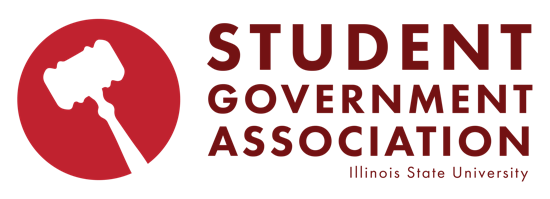 STUDENT
GOVERNMENT
ASSOCIATION
Illinois State University